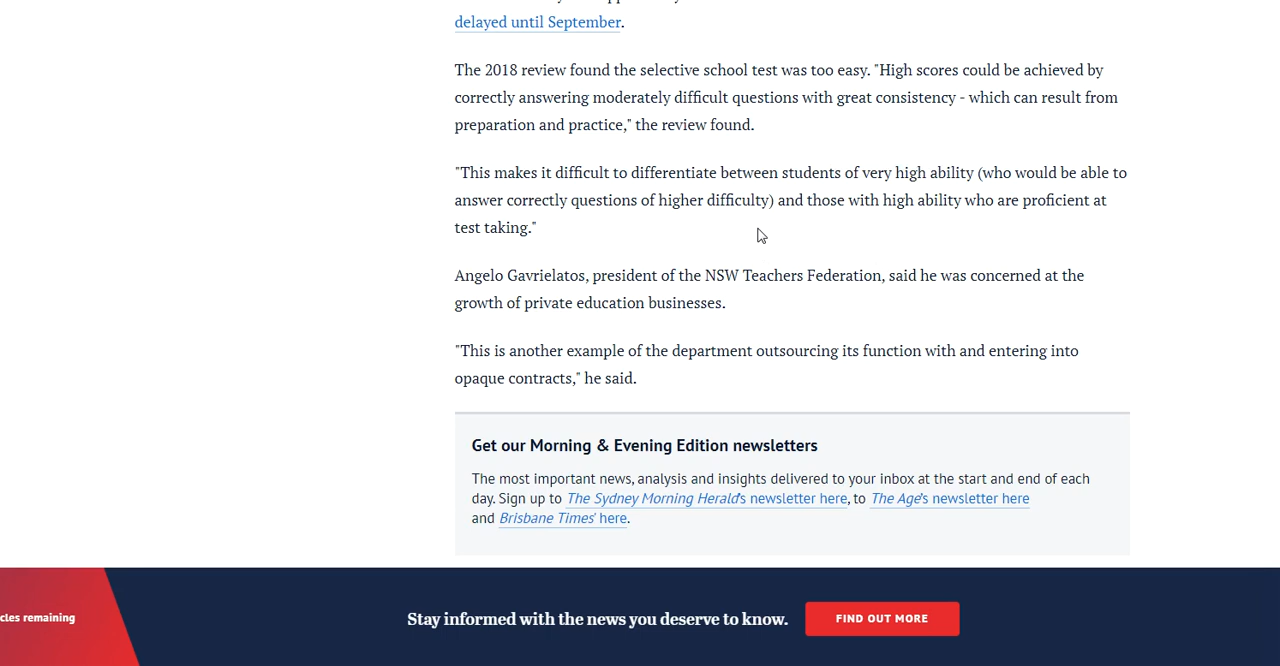 delayed until September.
The 2018 review found the selective school test was too easy. "High scores could be achieved by
correctly answering moderately difficult questions with great consistency - which can result from
preparation and practice," the review found.
"This makes it difficult to differentiate between students of very high ability (who would be able to
answer correctly questions of higher difficulty) and those with high ability who are proficient at
test taking."
Angelo Gavrielatos, president of the NSW Teachers Federation, said he was concerned at the
growth of private education businesses.
"This is another example of the department outsourcing its function with and entering into
opaque contracts," he said.
Get our Morning & Evening Edition newsletters
The most important news, analysis and insights delivered to your inbox at the start and end of each
day. Sign up to The Sydney Morning Herald's newsletter here, to The Age's newsletter here
and Brisbane Times' here.
cles remaining
Stay informed with the news you deserve to know.
FIND OUT MORE